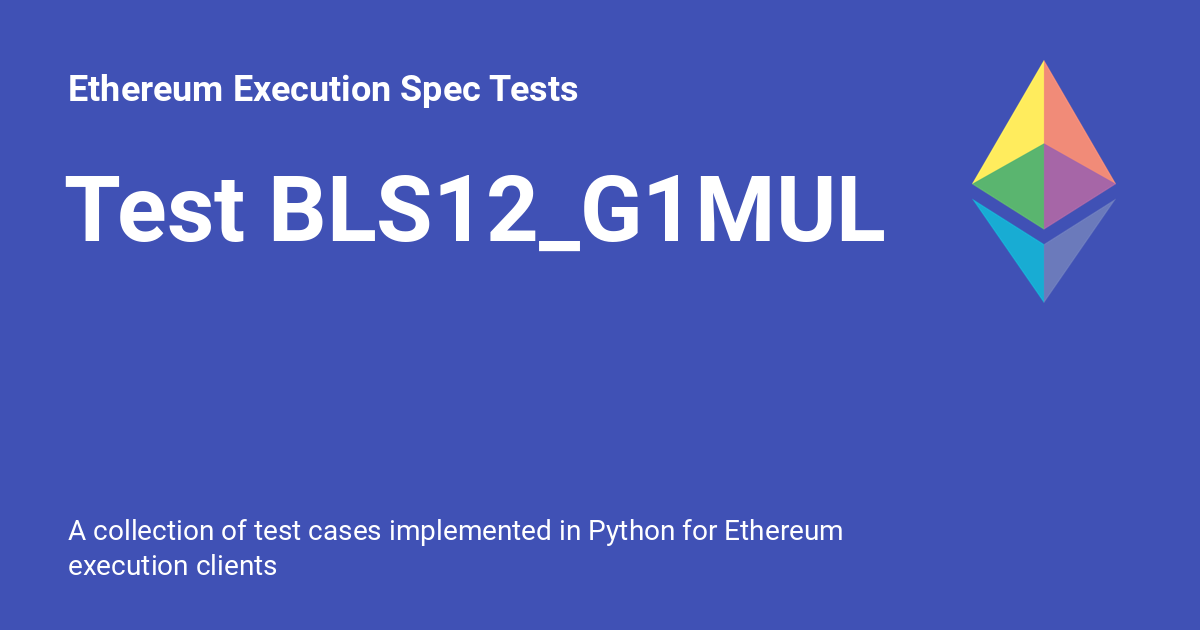 Ethereum Execution Spec Tests
Test BLS12_G1MUL
A collection of test cases implemented in Python for Ethereum
execution clients